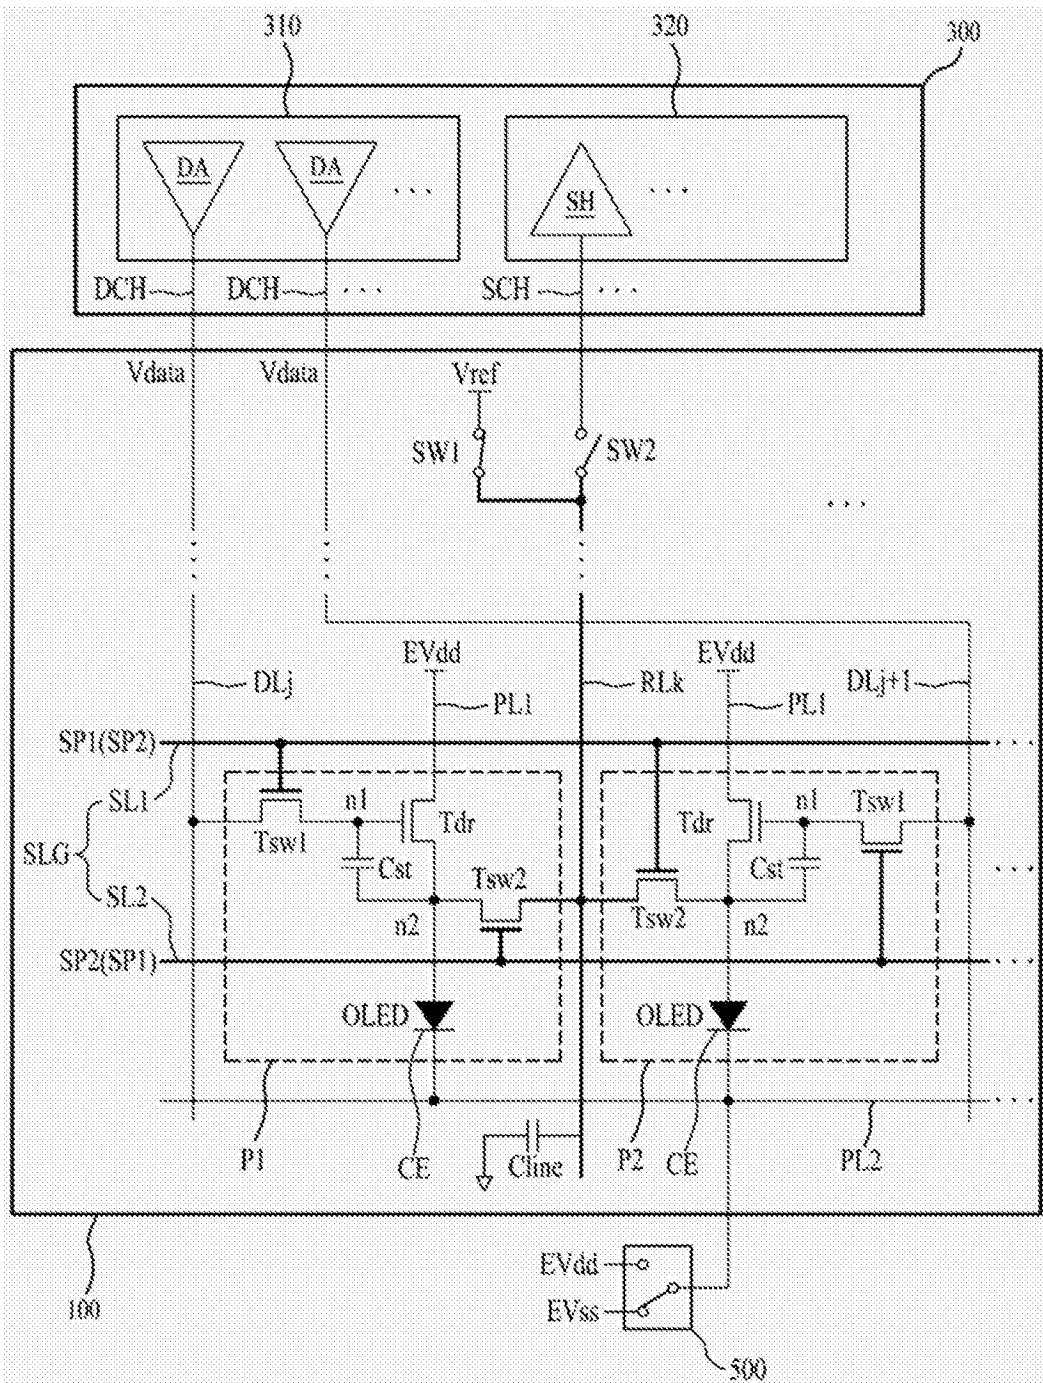 310
320
300
DA
DA
. . .
SH
. . .
DCH
DCH
. . .
SCH
. . .
Vdata
Vdata
Vref
SW1
SW2
. . .
EVdd
EVdd
DLj
PL1
RLk
PL1
DLj+1
SP1(SP2)
. . .
SL1
n1
Tdr
Tsw1
Tdr
n1
Tsw1
SLG
Cst
Tsw2
Cst
. . .
SL2
n2
Tsw2
n2
SP2(SP1)
. . .
OLED
OLED
. . .
P1
CE
Cline
P2
CE
PL2
100
EVdd
EVss
500